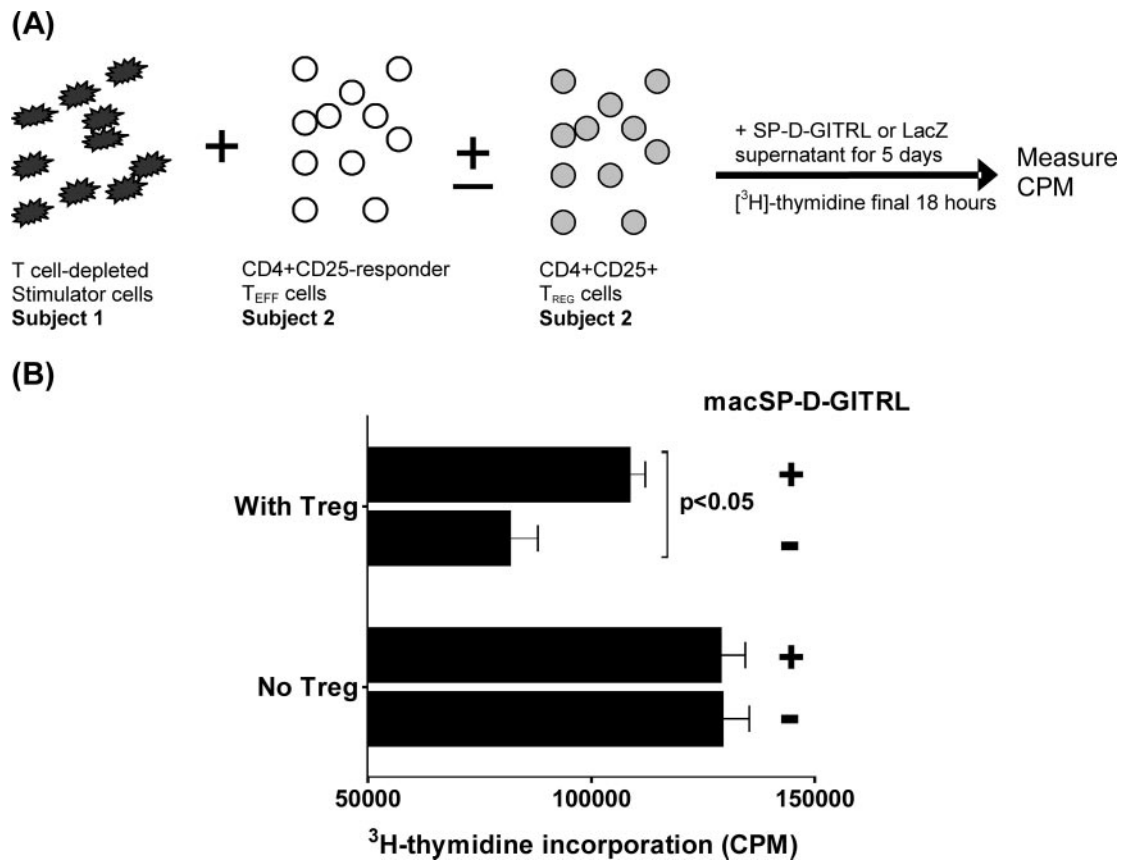 (A)
+
+
−
+ SP-D-GITRL or LacZ
supernatant for 5 days
[³H]-thymidine final 18 hours
Measure
CPM
T cell-depleted
Stimulator cells
Subject 1
CD4+CD25-responder
T_EFF cells
Subject 2
CD4+CD25+
T_REG cells
Subject 2
(B)
macSP-D-GITRL
With Treg
p<0.05
+
-
No Treg
+
-
50000 100000 150000
³H-thymidine incorporation (CPM)